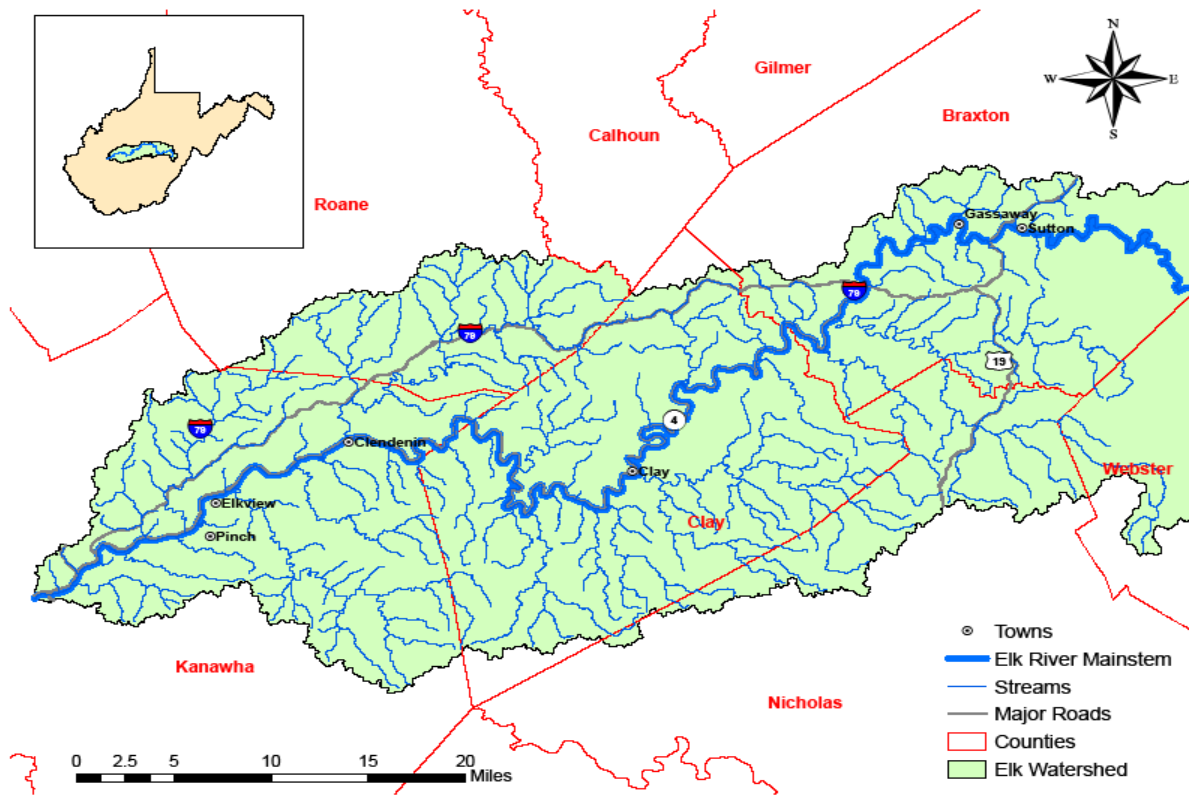 N
W
E
S
Gilmer
Braxton
Calhoun
Roane
Gassaway
Sutton
79
79
19
79
4
Clendenin
Clay
Webster
Elkview
Clay
Pinch
Kanawha
Nicholas
Towns
Elk River Mainstem
Streams
Major Roads
Counties
Elk Watershed
0 2.5 5 10 15 20
Miles